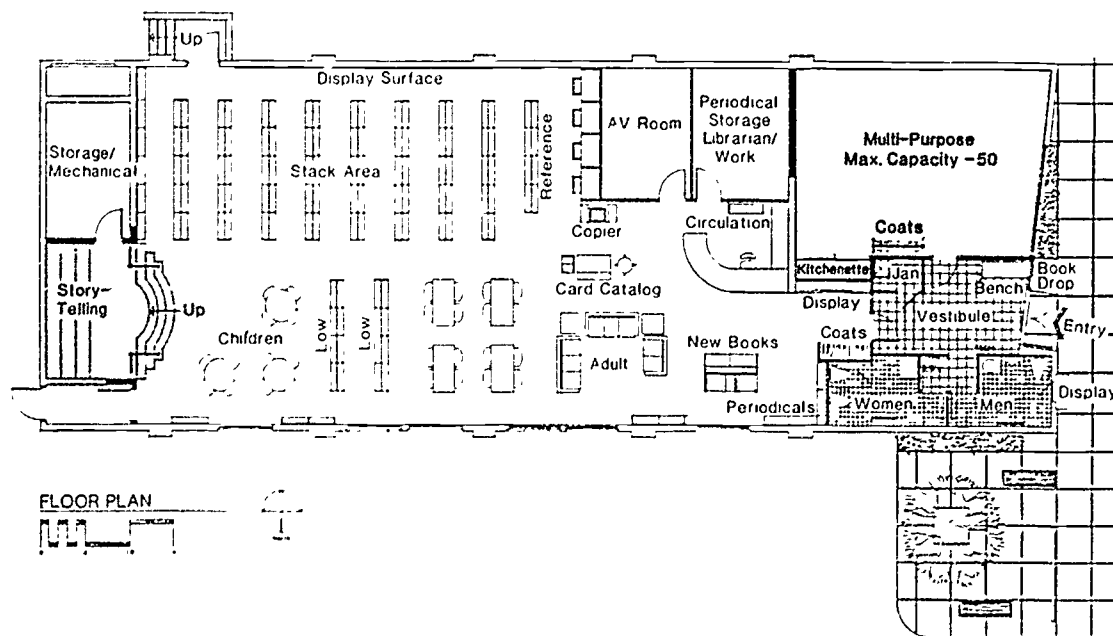 Up
Display Surface
Storage/
Mechanical
Stack Area
Reference
AV Room
Periodical
Storage
Librarian/
Work
Multi-Purpose
Max. Capacity -50
Copier
Circulation
Coats
Kitchenette
Jan
Bench
Book
Drop
Story-
Telling
Up
Card Catalog
Display
Vestibule
Entry
Children
Low
Low
Adult
New Books
Coats
Periodicals
Women
Men
Display
FLOOR PLAN